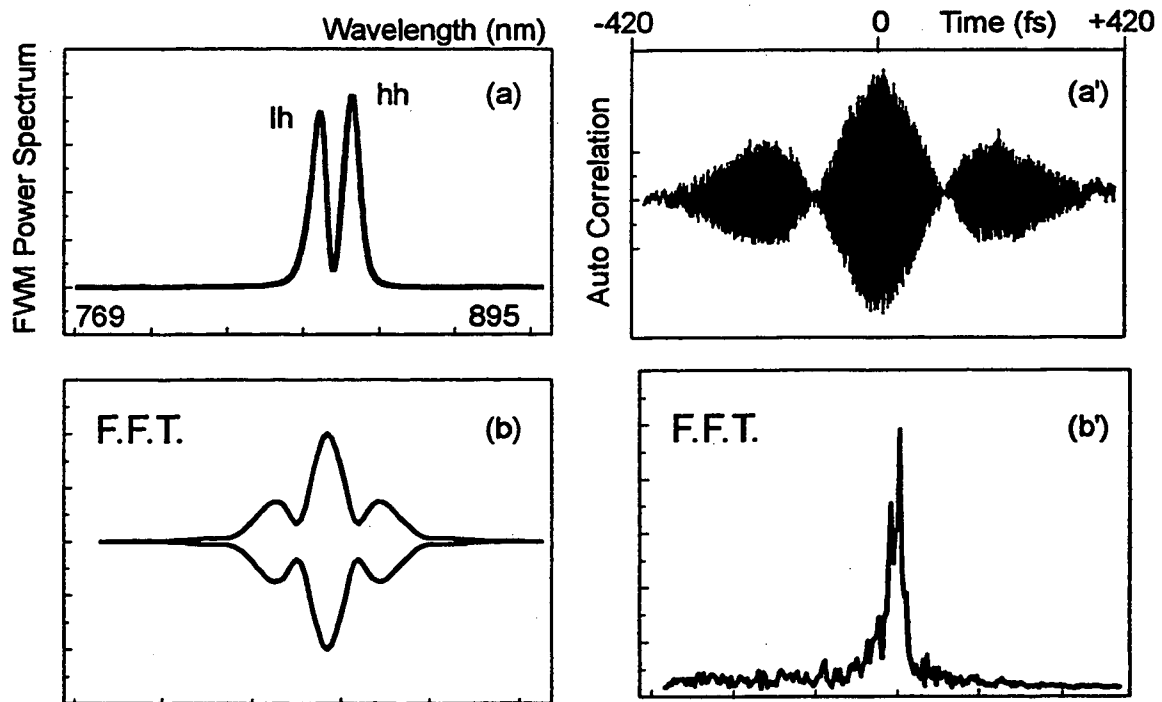 Wavelength (nm)
FWM Power Spectrum
(a)
lh
hh
769
895
-420
0
Time (fs)
+420
Auto Correlation
(a')
F.F.T.
(b)
F.F.T.
(b')